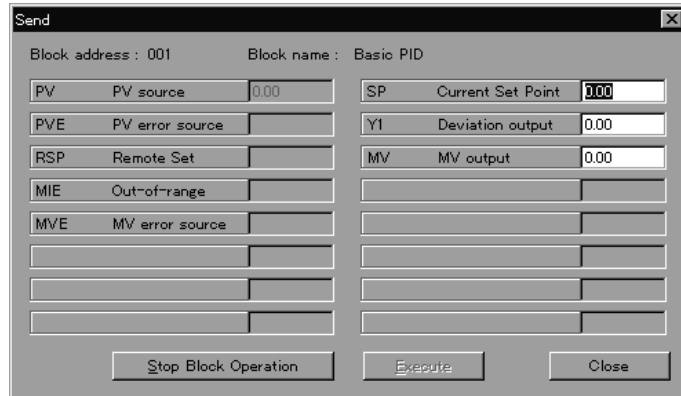 Send
Block address : 001 Block name : Basic PID
PV PV source 0.00 SP Current Set Point 0.00
PVE PV error source Y1 Deviation output 0.00
RSP Remote Set MV MV output 0.00
MIE Out-of-range
MVE MV error source
Stop Block Operation Execute Close